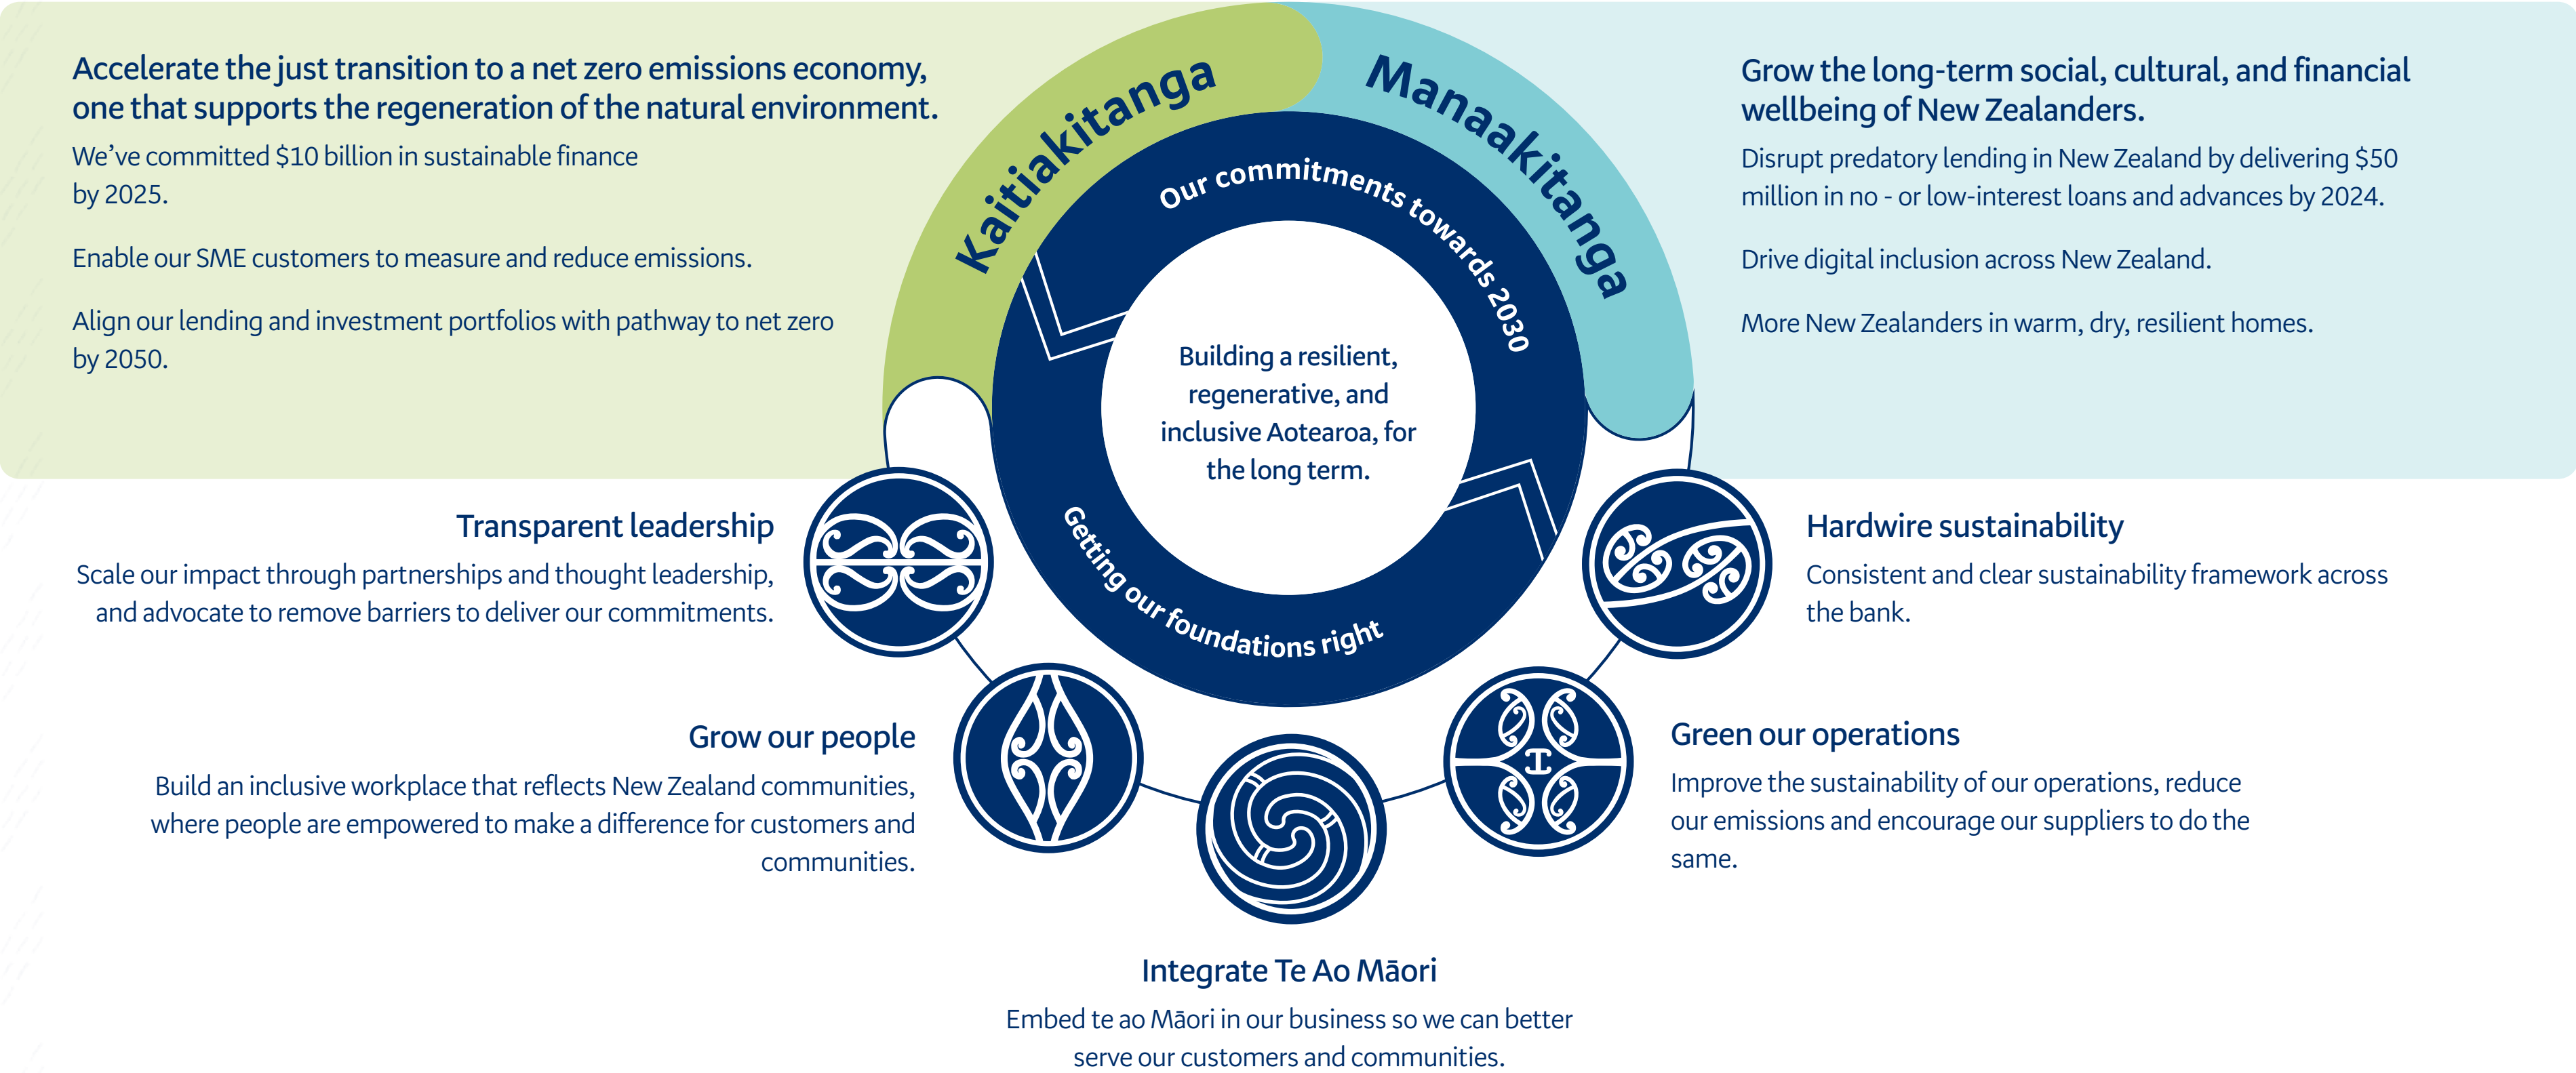 Accelerate the just transition to a net zero emissions economy,
one that supports the regeneration of the natural environment.
We’ve committed $10 billion in sustainable finance
by 2025.
Enable our SME customers to measure and reduce emissions.
Align our lending and investment portfolios with pathway to net zero
by 2050.
Kaitiakitanga
Manaakitanga
Grow the long-term social, cultural, and financial
wellbeing of New Zealanders.
Disrupt predatory lending in New Zealand by delivering $50
million in no - or low-interest loans and advances by 2024.
Drive digital inclusion across New Zealand.
More New Zealanders in warm, dry, resilient homes.
Our commitments towards 2030
Building a resilient,
regenerative, and
inclusive Aotearoa, for
the long term.
Getting our foundations right
Transparent leadership
Scale our impact through partnerships and thought leadership,
and advocate to remove barriers to deliver our commitments.
Hardwire sustainability
Consistent and clear sustainability framework across
the bank.
Grow our people
Build an inclusive workplace that reflects New Zealand communities,
where people are empowered to make a difference for customers and
communities.
Green our operations
Improve the sustainability of our operations, reduce
our emissions and encourage our suppliers to do the
same.
Integrate Te Ao Māori
Embed te ao Māori in our business so we can better
serve our customers and communities.